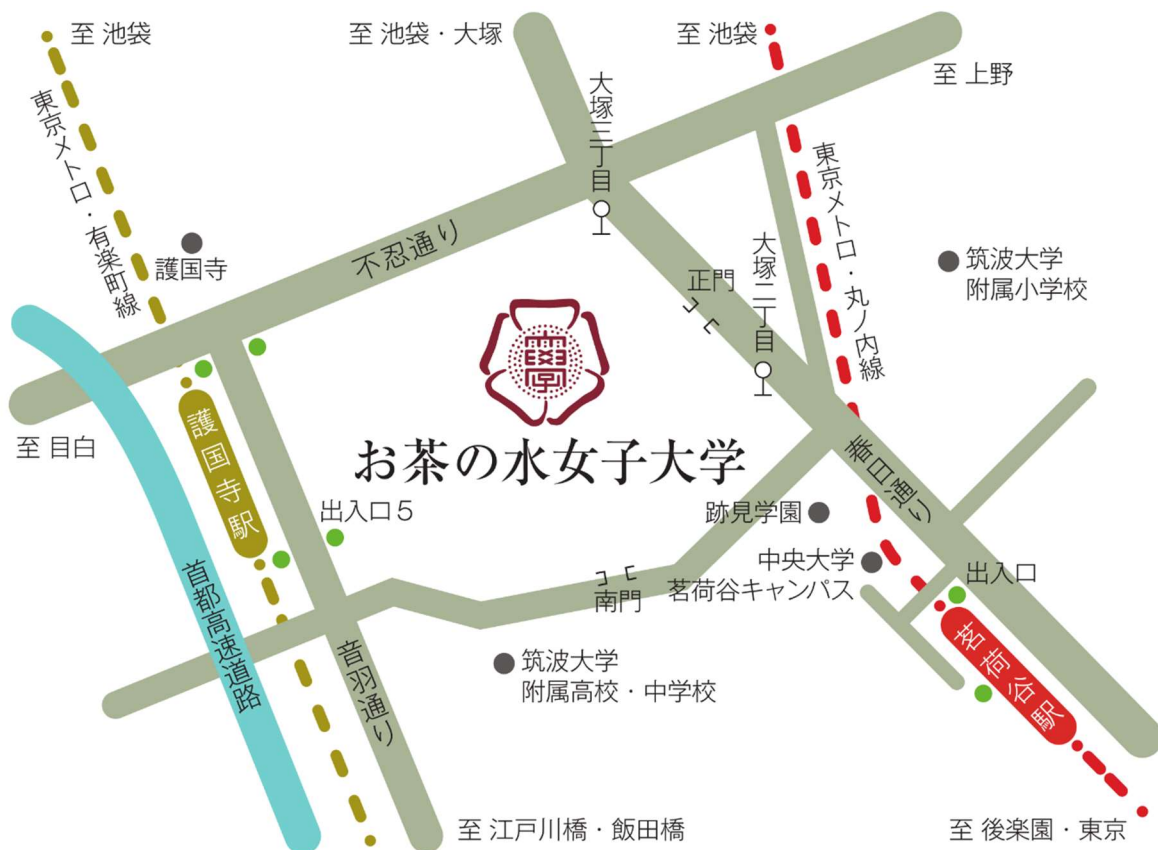 至 池袋
至 池袋・大塚
至 池袋
至 上野
東京メトロ・有楽町線
大塚三丁目
東京メトロ・丸ノ内線
護国寺
不忍通り
正門
大塚二丁目
筑波大学
附属小学校
學
至 目白
護国寺駅
お茶の水女子大学
春日通り
出入口５
跡見学園
中央大学
茗荷谷キャンパス
出入口
首都高速道路
南門
茗荷谷駅
音羽通り
筑波大学
附属高校・中学校
至 江戸川橋・飯田橋
至 後楽園・東京